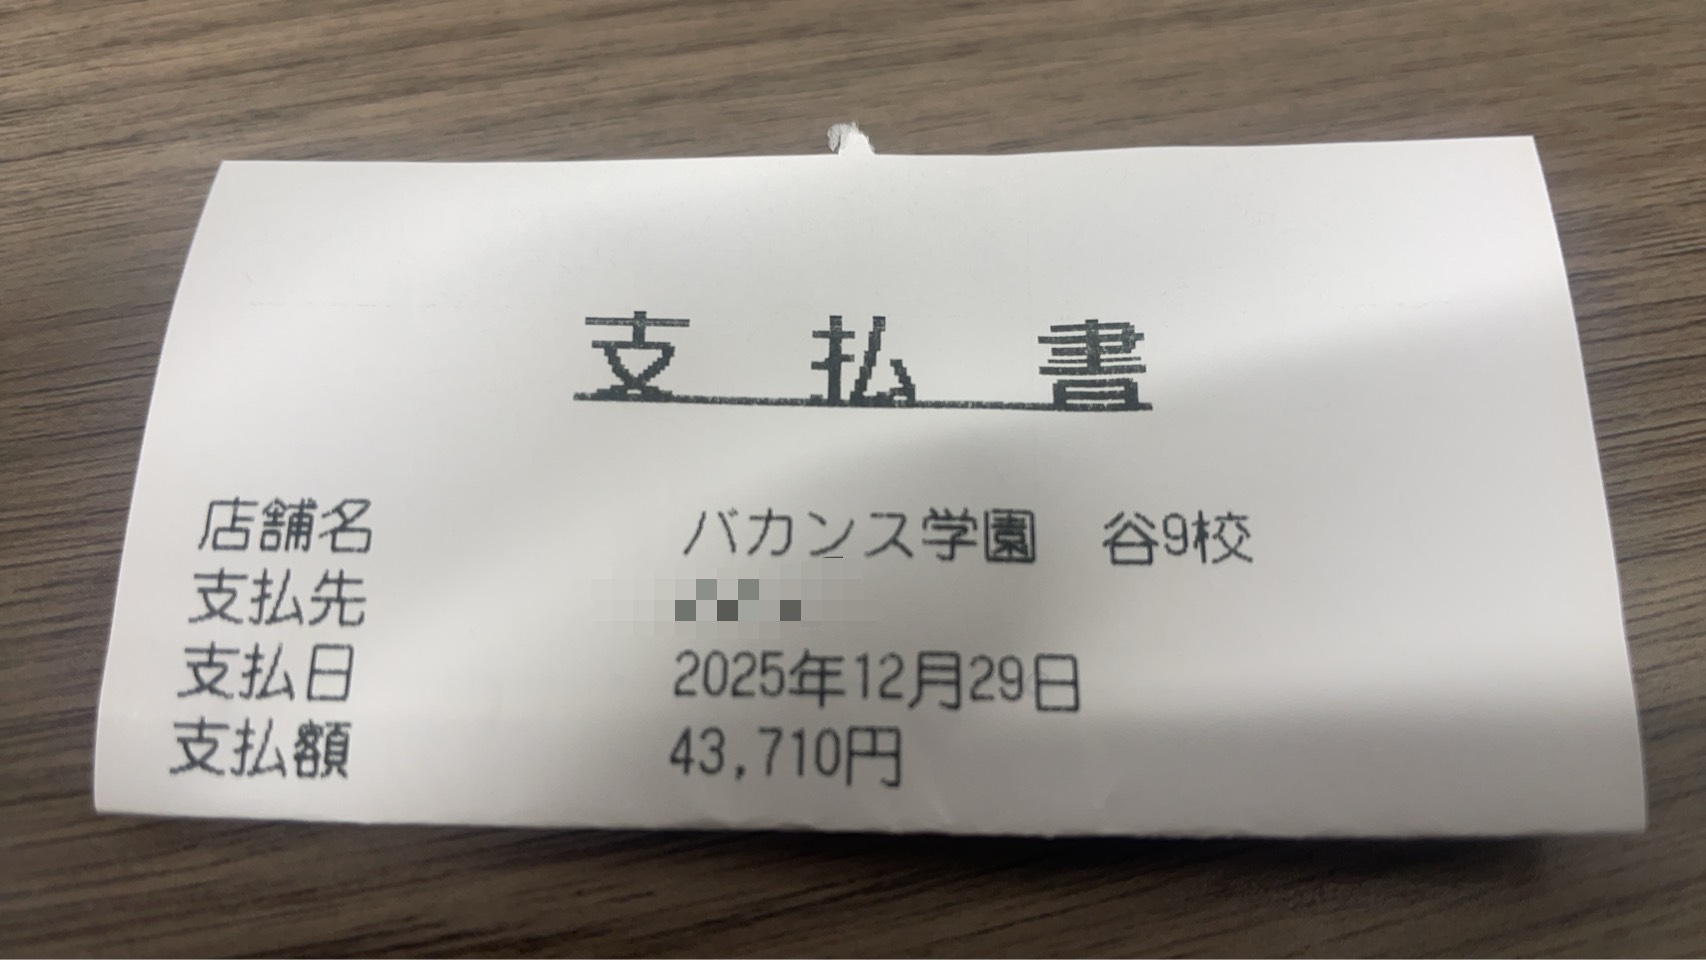 支払書
店舗名 バカンス学園 谷9校
支払先
支払日 2025年12月29日
支払額 43,710円